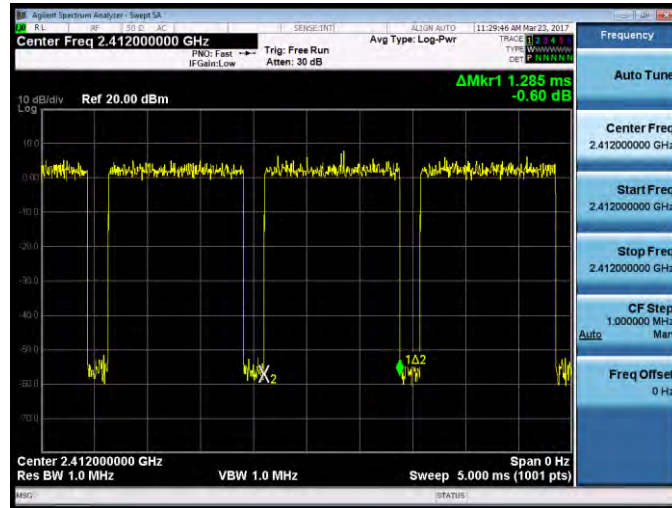 Agilent Spectrum Analyzer - Swept SA
RL RF 50 Ω AC SENSE:INT ALIGN AUTO 11:29:46 AM Mar 23, 2017
Center Freq 2.412000000 GHz
PNO: Fast
IFGain:Low
Trig: Free Run
Atten: 30 dB
Avg Type: Log-Pwr
TRACE 1 2 3 4 5 6
TYPE WWWWWW
DET P NNNNN
ΔMkr1 1.285 ms
-0.60 dB
10 dB/div Ref 20.00 dBm
Log
10.0
0.00
-10.0
-20.0
-30.0
-40.0
-50.0
-60.0
-70.0
X2
1Δ2
Center 2.412000000 GHz Span 0 Hz
Res BW 1.0 MHz VBW 1.0 MHz Sweep 5.000 ms (1001 pts)
MSG STATUS
Frequency
Auto Tune
Center Freq
2.412000000 GHz
Start Freq
2.412000000 GHz
Stop Freq
2.412000000 GHz
CF Step
1.000000 MHz
Auto Man
Freq Offset
0 Hz